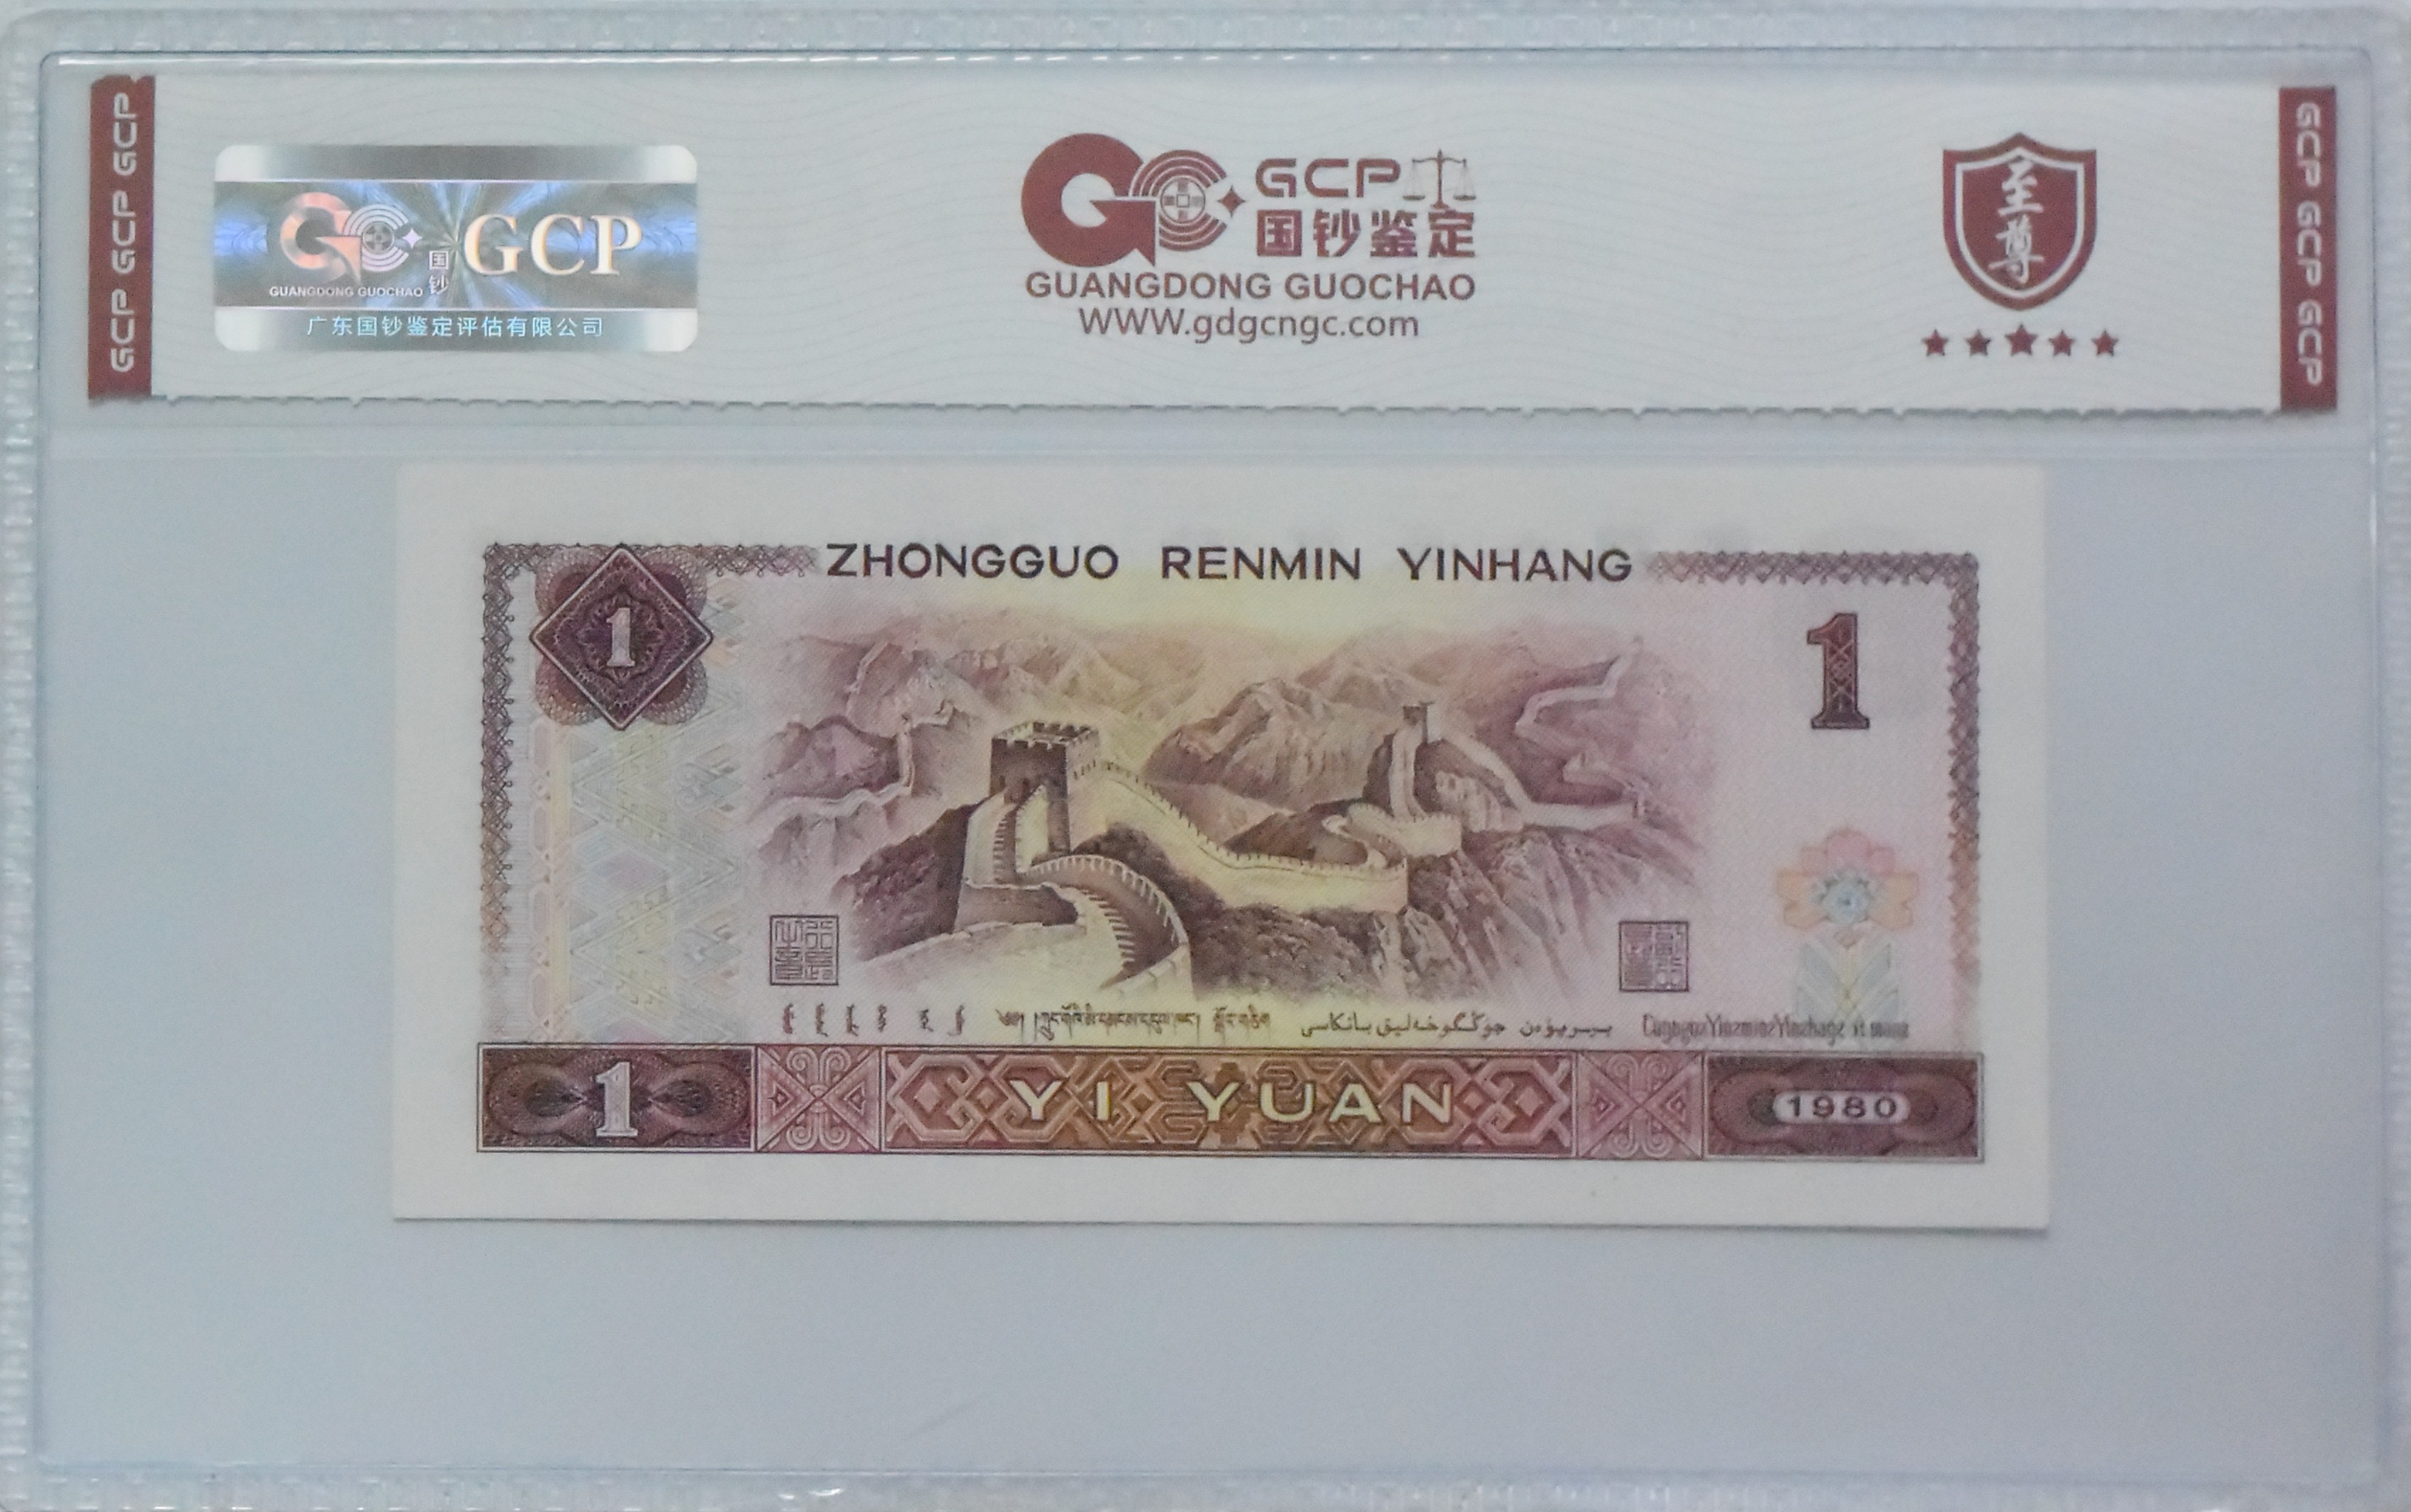 GCP GCP GCP
GCP
国钞
GUANGDONG GUOCHAO
广东国钞鉴定评估有限公司
GCP
国钞鉴定
GUANGDONG GUOCHAO
WWW.gdgcngc.com
至尊
GCP GCP GCP
ZHONGGUO RENMIN YINHANG
1
1
1
YI YUAN
1980